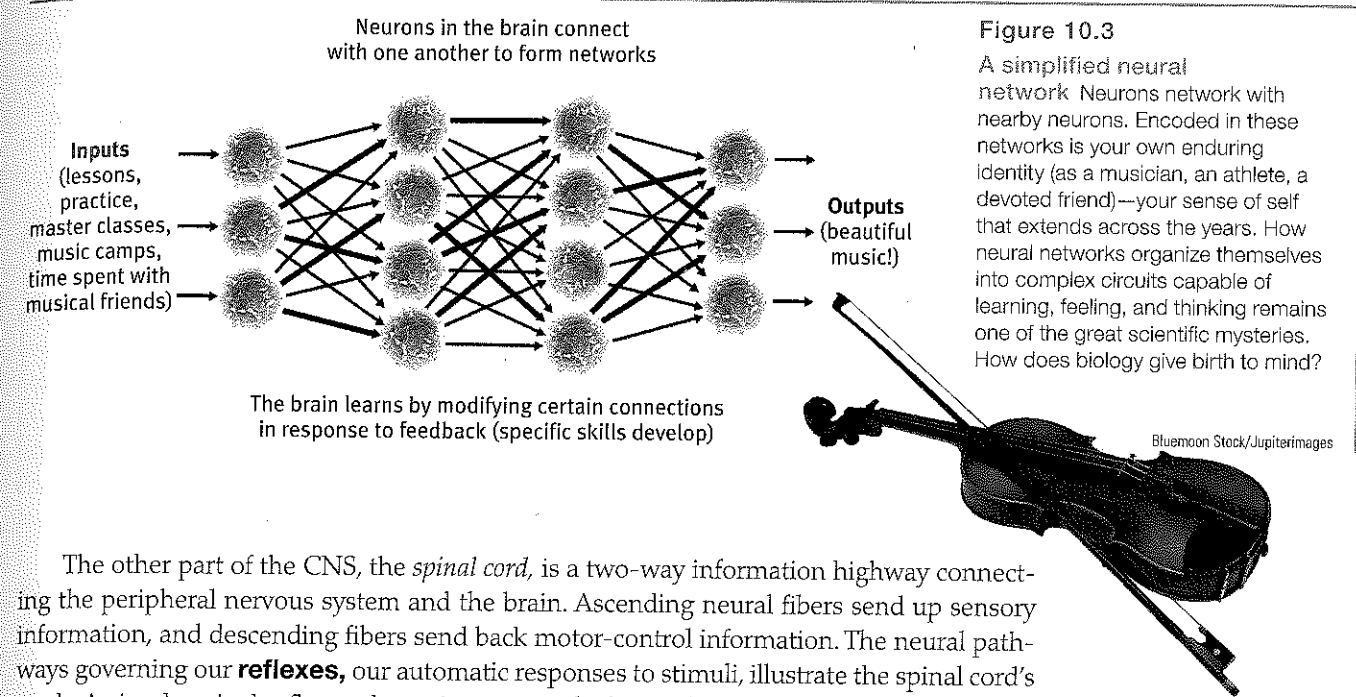 Neurons in the brain connect
with one another to form networks
Inputs
(lessons,
practice,
master classes,
music camps,
time spent with
musical friends)
Outputs
(beautiful
music!)
The brain learns by modifying certain connections
in response to feedback (specific skills develop)
Figure 10.3
A simplified neural
network Neurons network with
nearby neurons. Encoded in these
networks is your own enduring
identity (as a musician, an athlete, a
devoted friend)—your sense of self
that extends across the years. How
neural networks organize themselves
into complex circuits capable of
learning, feeling, and thinking remains
one of the great scientific mysteries.
How does biology give birth to mind?
Bluemoon Stock/Jupiterimages
The other part of the CNS, the spinal cord, is a two-way information highway connect-
ing the peripheral nervous system and the brain. Ascending neural fibers send up sensory
information, and descending fibers send back motor-control information. The neural path-
ways governing our reflexes, our automatic responses to stimuli, illustrate the spinal cord's